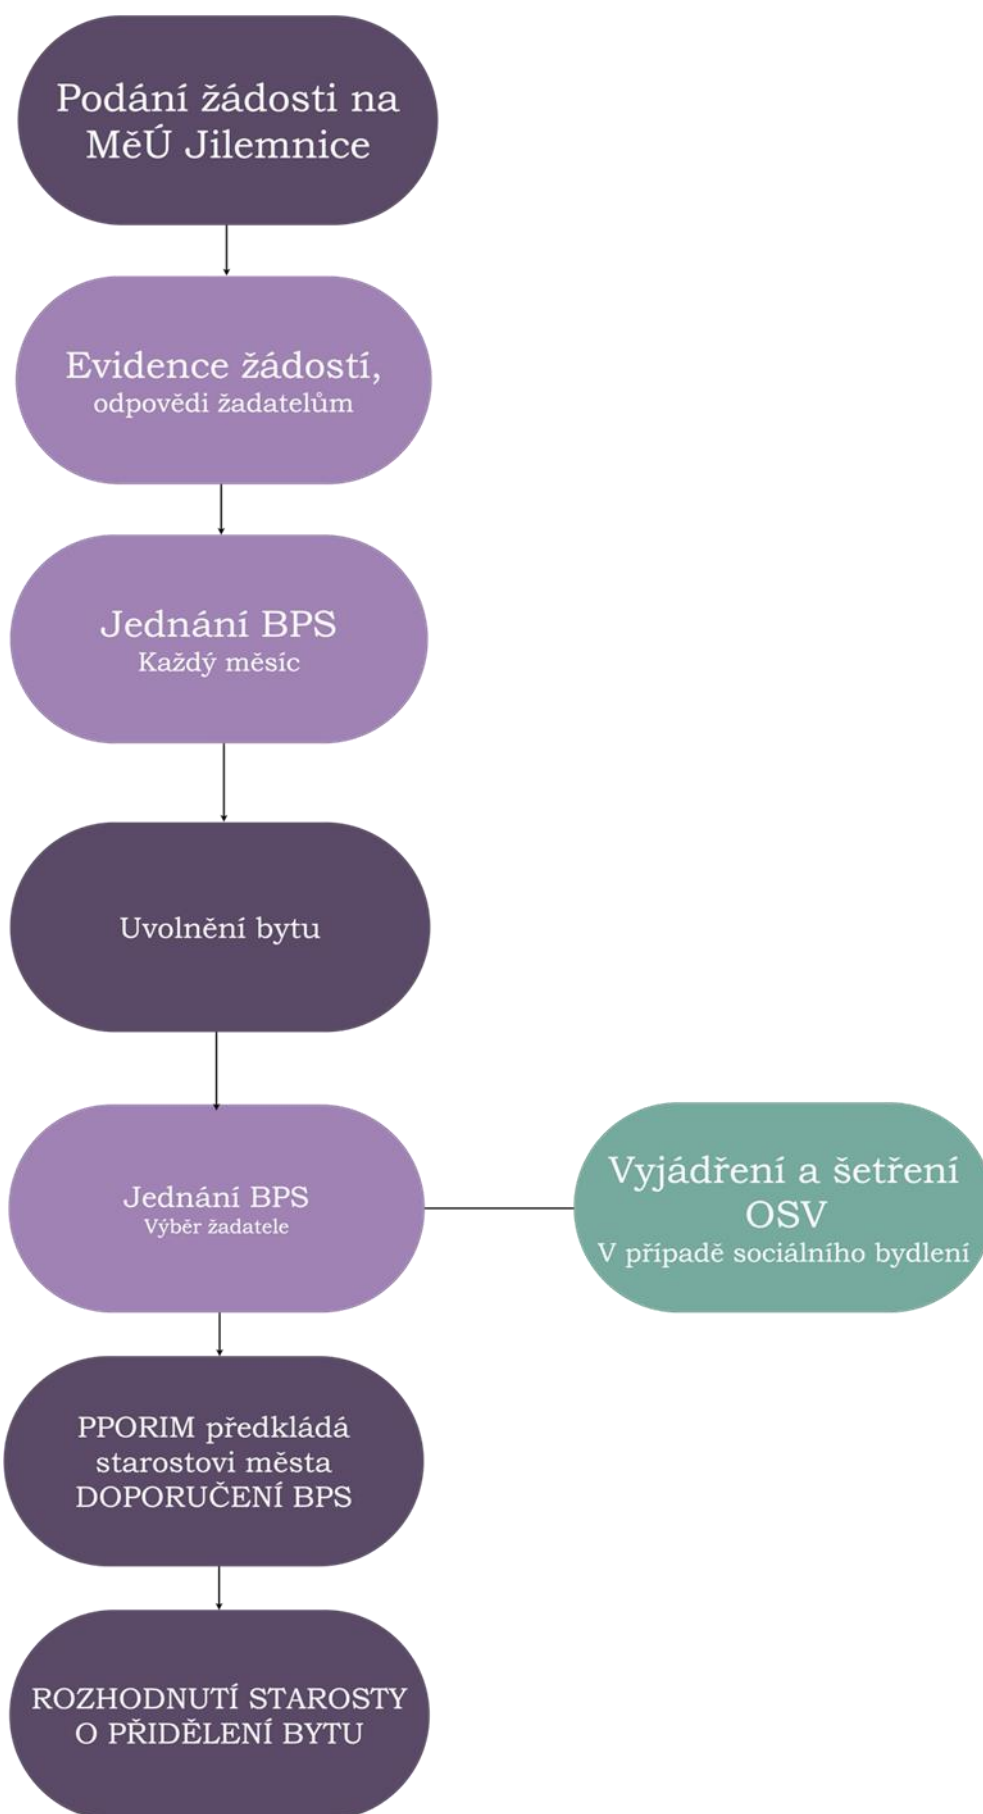 Podání žádosti na
MěÚ Jilemnice
Evidence žádostí,
odpovědi žadatelům
Jednání BPS
Každý měsíc
Uvolnění bytu
Jednání BPS
Výběr žadatele
Vyjádření a šetření
OSV
V případě sociálního bydlení
PPORIM předkládá
starostovi města
DOPORUČENÍ BPS
ROZHODNUTÍ STAROSTY
O PŘIDĚLENÍ BYTU